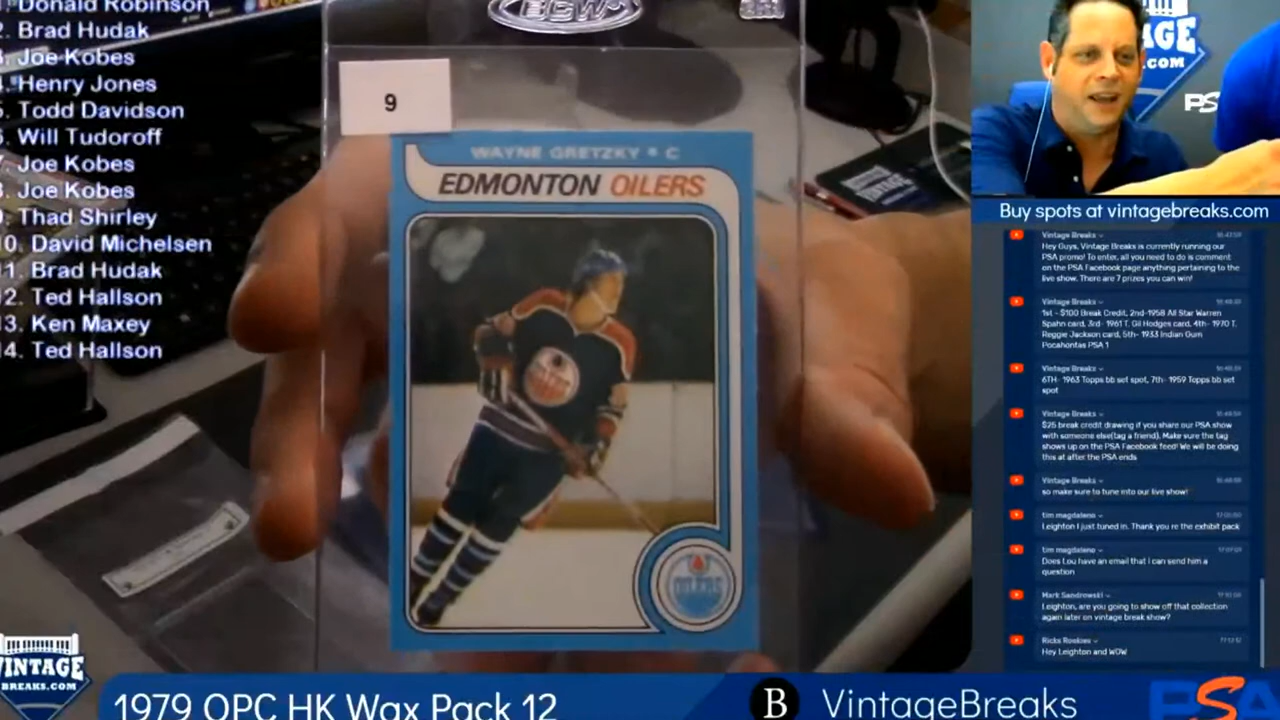 Donald Robinson
Brad Hudak
Joe Kobes
4. Henry Jones
5. Todd Davidson
6. Will Tudoroff
7. Joe Kobes
8. Joe Kobes
9. Thad Shirley
10. David Michelsen
11. Brad Hudak
12. Ted Hallson
13. Ken Maxey
14. Ted Hallson
BCW
9
WAYNE GRETZKY * C
EDMONTON OILERS
OILERS
VINTAGE
BREAKS.COM
1979 OPC HK Wax Pack 12
B VintageBreaks
PSA
AGE
.COM
PS
Buy spots at vintagebreaks.com
Vintage Breaks
Hey Guys, Vintage Breaks is currently running our
PSA promo! To enter, all you need to do is comment
on the PSA Facebook page anything pertaining to the
live show. There are 7 prizes you can win!
Vintage Breaks
1st - $100 Break Credit, 2nd-1958 All Star Warren
Spahn card, 3rd- 1961 T. Gil Hodges card, 4th- 1970 T.
Reggie Jackson card, 5th- 1933 Indian Gum
Pocahontas PSA 1
Vintage Breaks
6TH- 1963 Topps bb set spot, 7th- 1959 Topps bb set
spot
Vintage Breaks
$25 break credit drawing if you share our PSA show
with someone else(tag a friend). Make sure the tag
shows up on the PSA Facebook feed! We will be doing
this at after the PSA ends
Vintage Breaks
so make sure to tune into our live show!
tim magdaleno
Leighton I just tuned in. Thank you re the exhibit pack
tim magdaleno
Does Lou have an email that I can send him a
question
Mark Sandrowski
Leighton, are you going to show off that collection
again later on vintage break show?
Hey Leighton and WOW